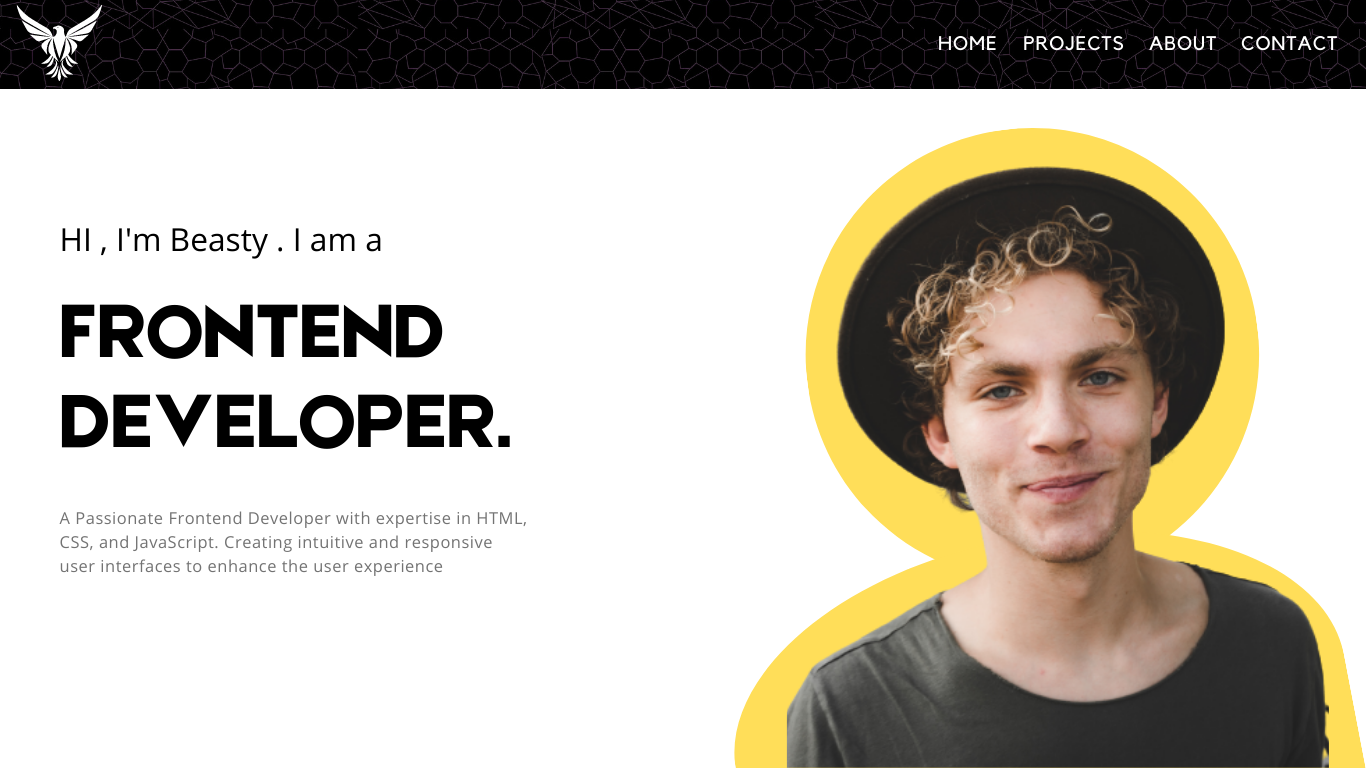 HOME PROJECTS ABOUT CONTACT
HI , I'm Beasty . I am a
FRONTEND
DEVELOPER.
A Passionate Frontend Developer with expertise in HTML,
CSS, and JavaScript. Creating intuitive and responsive
user interfaces to enhance the user experience